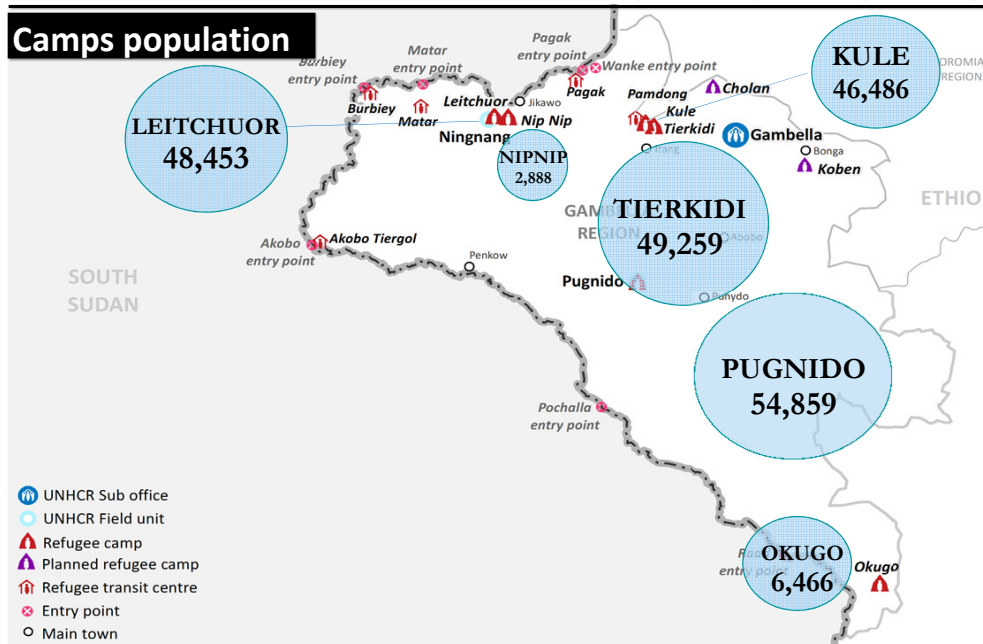 Camps population
Burbiey
entry point
Matar
entry point
Pagak
entry point
Wanke entry point
KULE
46,486
OROMIA
REGION
LEITCHUOR
48,453
Burbiey
Matar
Leitchuor
Jikawo
Nip Nip
Ningnang
Pagak
Pamdong
Kule
Tierkidi
Cholan
Gambella
Bonga
Koben
NIPNIP
2,888
TIERKIDI
49,259
GAMBE
REGION
Abobo
ETHIO
Akobo
entry point
Akobo Tiergol
Penkow
SOUTH
SUDAN
Pugnido
Punydo
PUGNIDO
54,859
Pochalla
entry point
OKUGO
6,466
entry point
Okugo
UNHCR Sub office
UNHCR Field unit
Refugee camp
Planned refugee camp
Refugee transit centre
Entry point
Main town